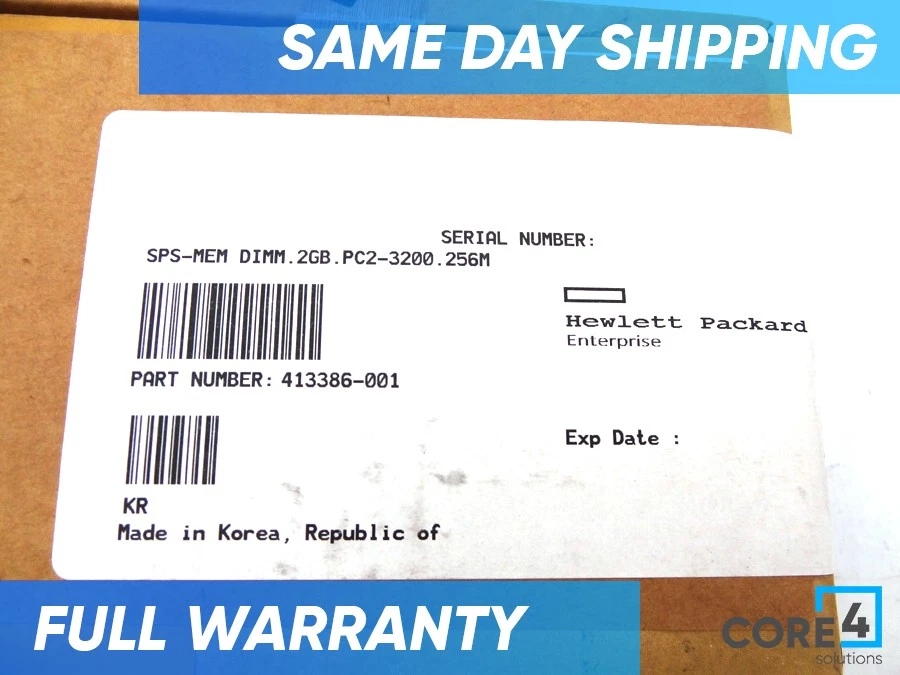 SAME DAY SHIPPING
SERIAL NUMBER:
SPS-MEM DIMM.2GB.PC2-3200.256M
Hewlett Packard
Enterprise
PART NUMBER: 413386-001
Exp Date :
KR
Made in Korea, Republic of
FULL WARRANTY
CORE4
solutions